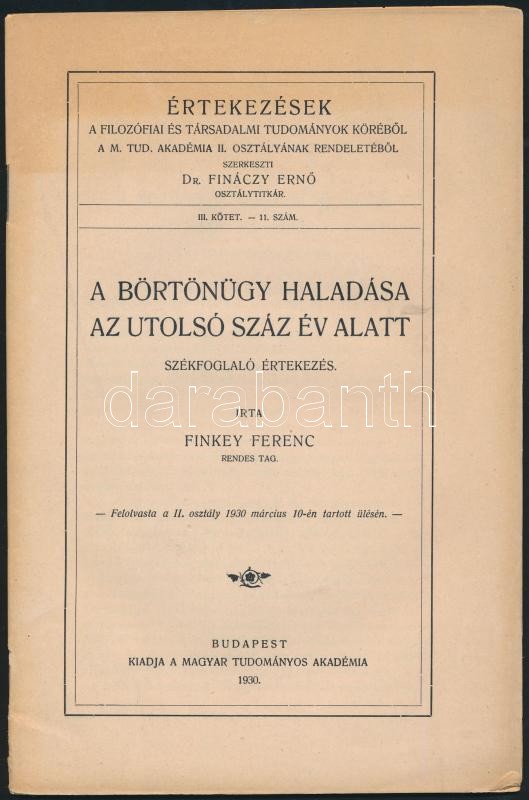 ÉRTEKEZÉSEK
A FILOZÓFIAI ÉS TÁRSADALMI TUDOMÁNYOK KÖRÉBŐL
A M. TUD. AKADÉMIA II. OSZTÁLYÁNAK RENDELETÉBŐL
SZERKESZTI
DR. FINÁCZY ERNŐ
OSZTÁLYTITKÁR.
III. KÖTET. — 11. SZÁM.
A BÖRTÖNÜGY HALADÁSA
AZ UTOLSÓ SZÁZ ÉV ALATT
SZÉKFOGLALÓ ÉRTEKEZÉS.
darabanth
IRTA
FINKEY FERENC
RENDES TAG.
— Felolvasta a II. osztály 1930 március 10-én tartott ülésén. —
BUDAPEST
KIADJA A MAGYAR TUDOMÁNYOS AKADÉMIA
1930.